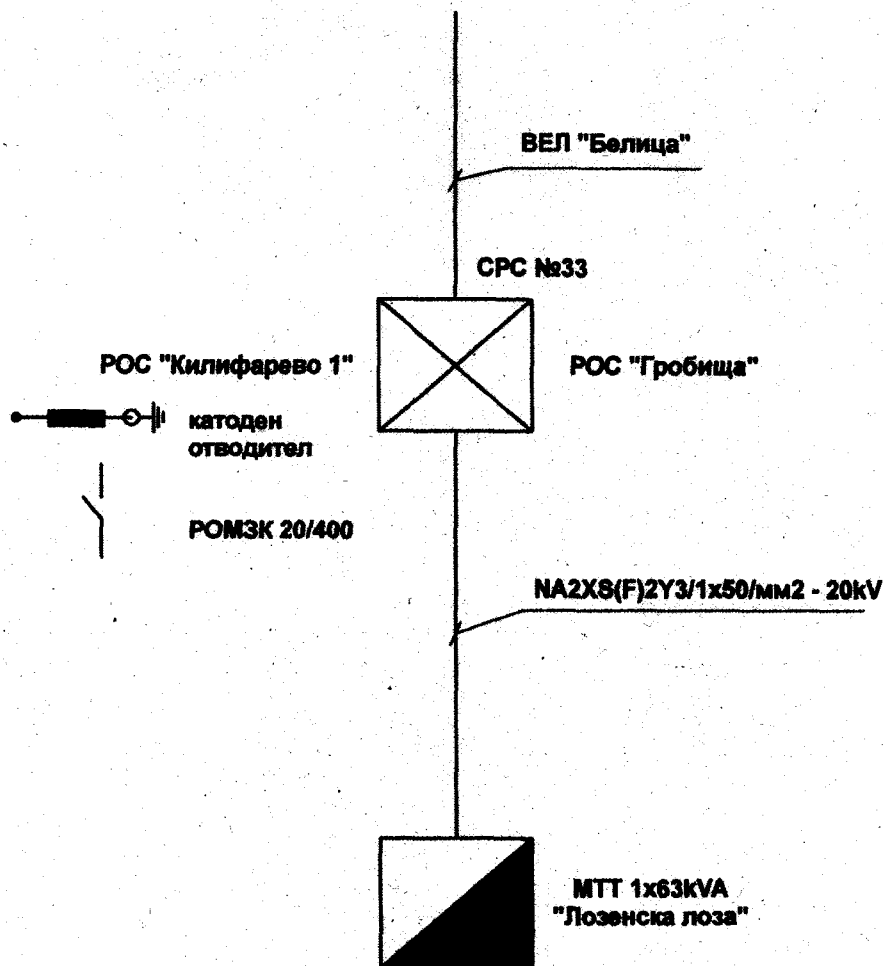 ВЕЛ "Белица"
СРС №33
РОС "Килифарево 1"
РОС "Гробища"
катоден
отводител
РОМЗК 20/400
NA2XS(F)2Y3/1x50/мм2 - 20kV
МТТ 1x63kVA
"Лозенска лоза"